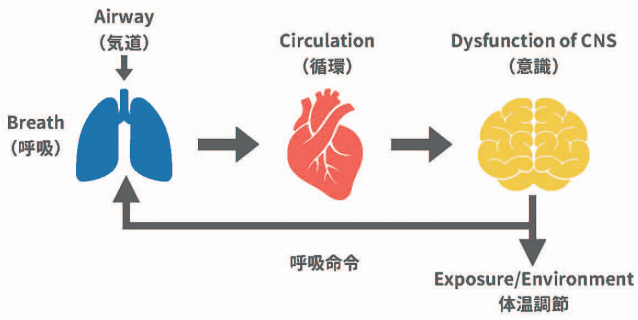 Airway
（気道）
Breath
（呼吸）
Circulation
（循環）
Dysfunction of CNS
（意識）
呼吸命令
Exposure/Environment
体温調節